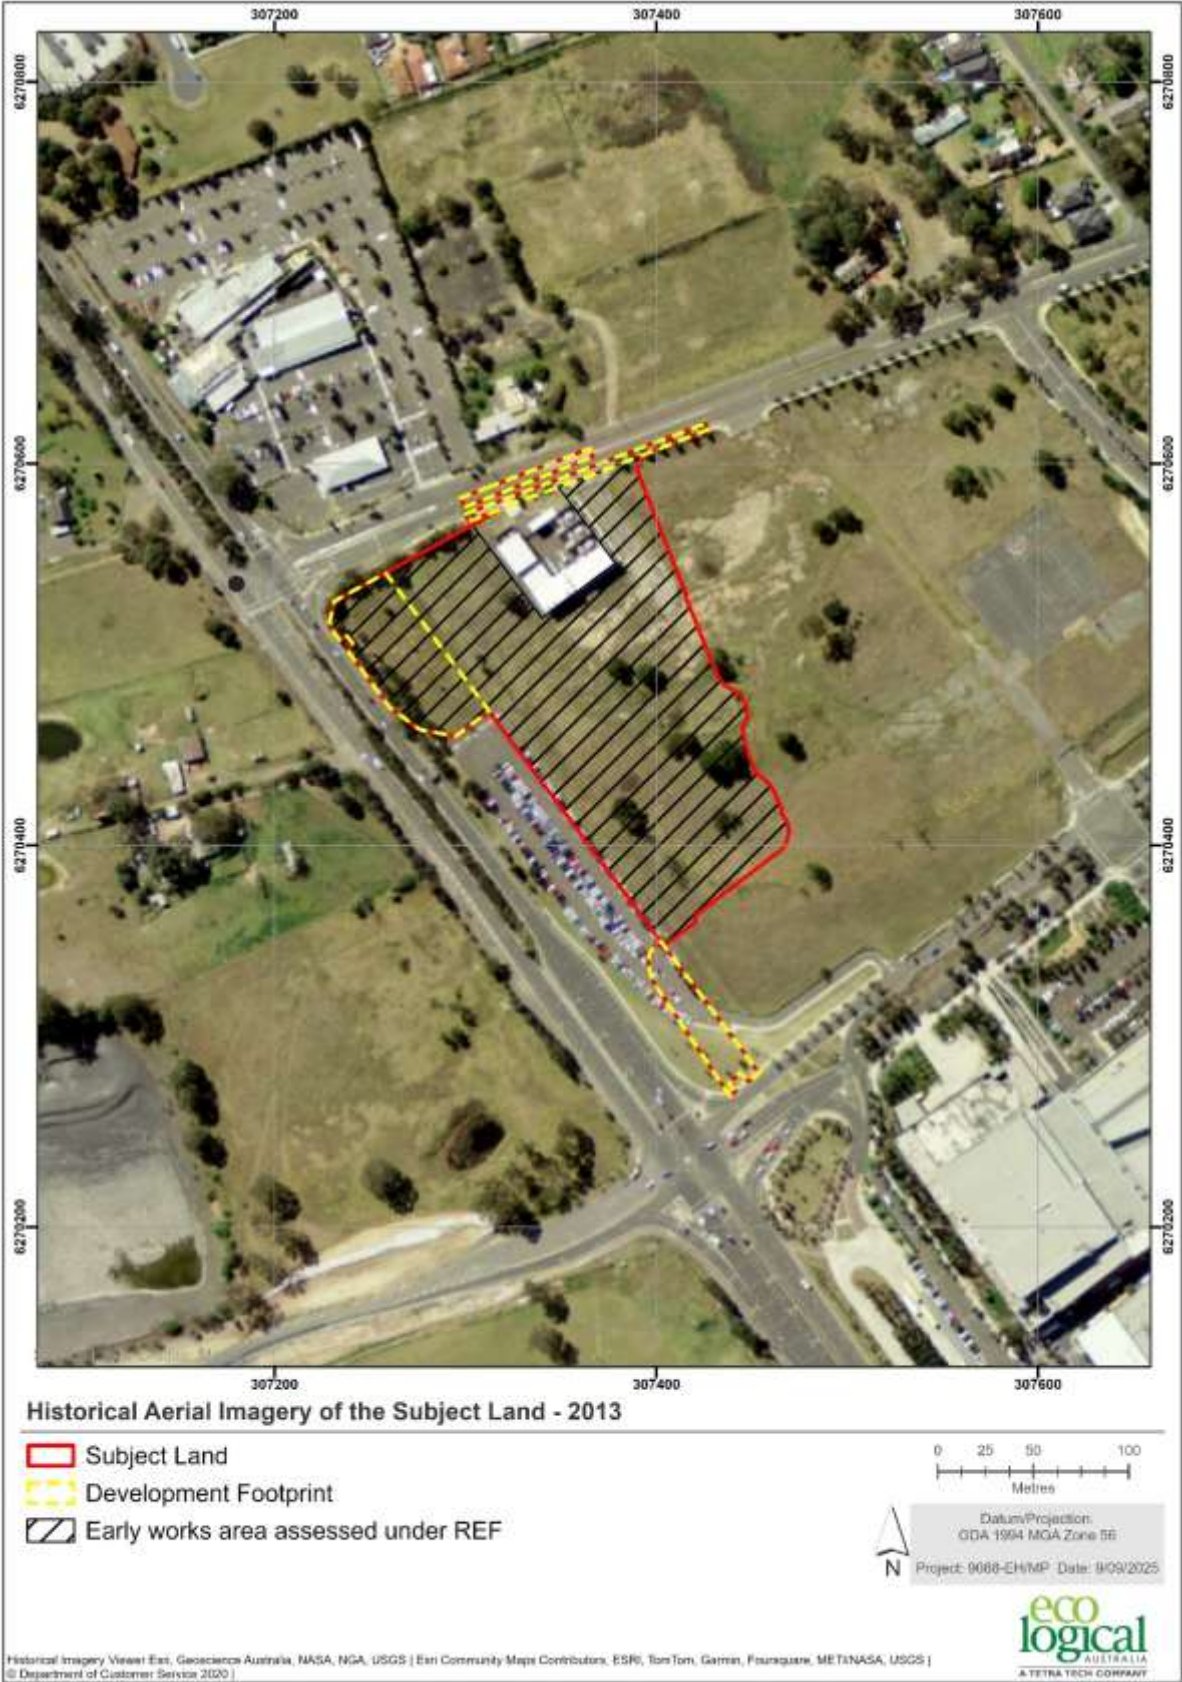 307200 307400 307600
6270800 6270800
6270600 6270600
6270400 6270400
6270200 6270200
307200 307400 307600
Historical Aerial Imagery of the Subject Land - 2013
Subject Land
Development Footprint
Early works area assessed under REF
0 25 50 100
Metres
N
Datum/Projection:
GDA 1994 MGA Zone 56
Project: 9068-EH/MP Date: 9/09/2025
eco
logical
AUSTRALIA
A TETRA TECH COMPANY
Historical Imagery Viewer Esri, Geoscience Australia, NASA, NGA, USGS | Esri Community Maps Contributors, ESRI, TomTom, Garmin, Foursquare, METI/NASA, USGS |
© Department of Customer Service 2020 |